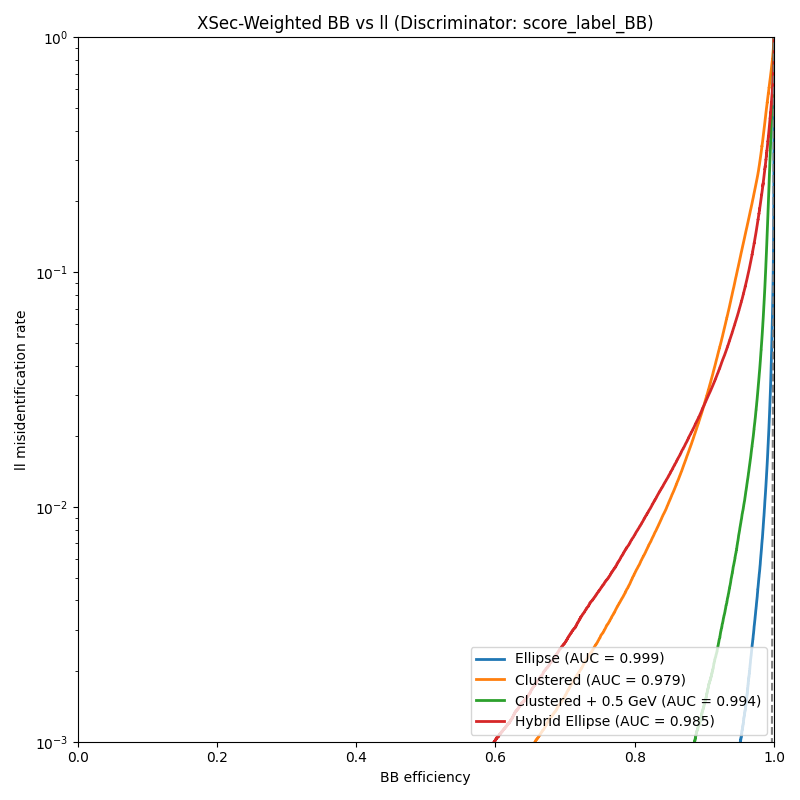 XSec-Weighted BB vs ll (Discriminator: score_label_BB)
10⁰
10⁻¹
10⁻²
10⁻³
ll misidentification rate
Ellipse (AUC = 0.999)
Clustered (AUC = 0.979)
Clustered + 0.5 GeV (AUC = 0.994)
Hybrid Ellipse (AUC = 0.985)
0.0 0.2 0.4 0.6 0.8 1.0
BB efficiency